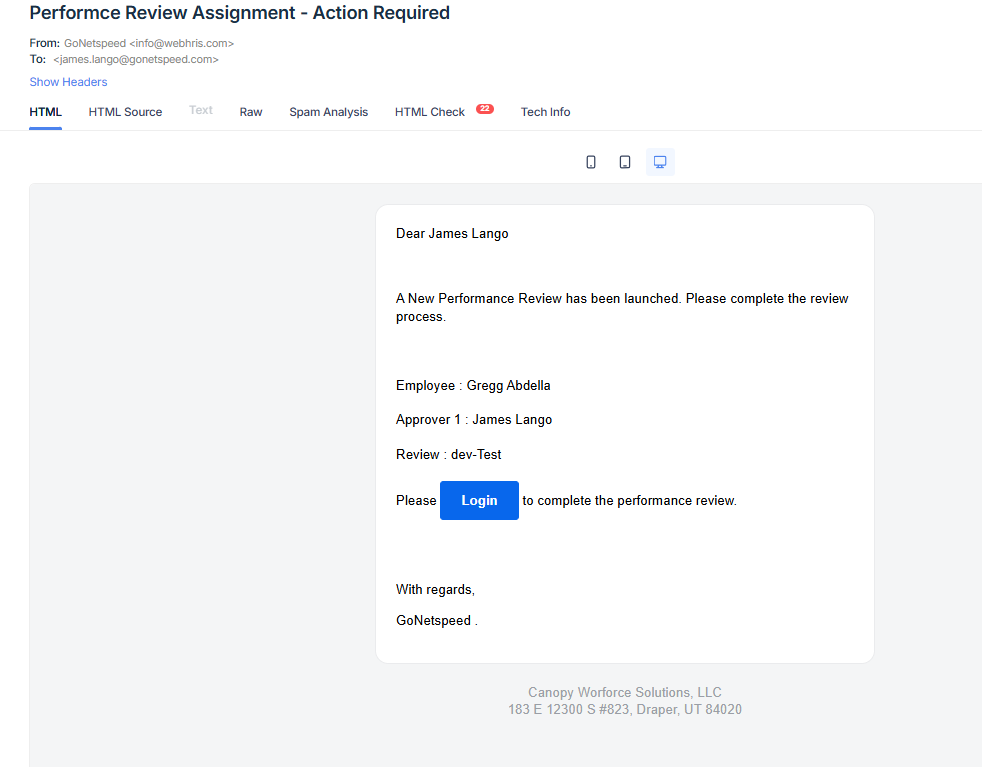 Performce Review Assignment - Action Required
From: GoNetspeed <info@webhris.com>
To: <james.lango@gonetspeed.com>
Show Headers
HTML HTML Source Text Raw Spam Analysis HTML Check 22 Tech Info
Dear James Lango
A New Performance Review has been launched. Please complete the review
process.
Employee : Gregg Abdella
Approver 1 : James Lango
Review : dev-Test
Please Login to complete the performance review.
With regards,
GoNetspeed .
Canopy Worforce Solutions, LLC
183 E 12300 S #823, Draper, UT 84020